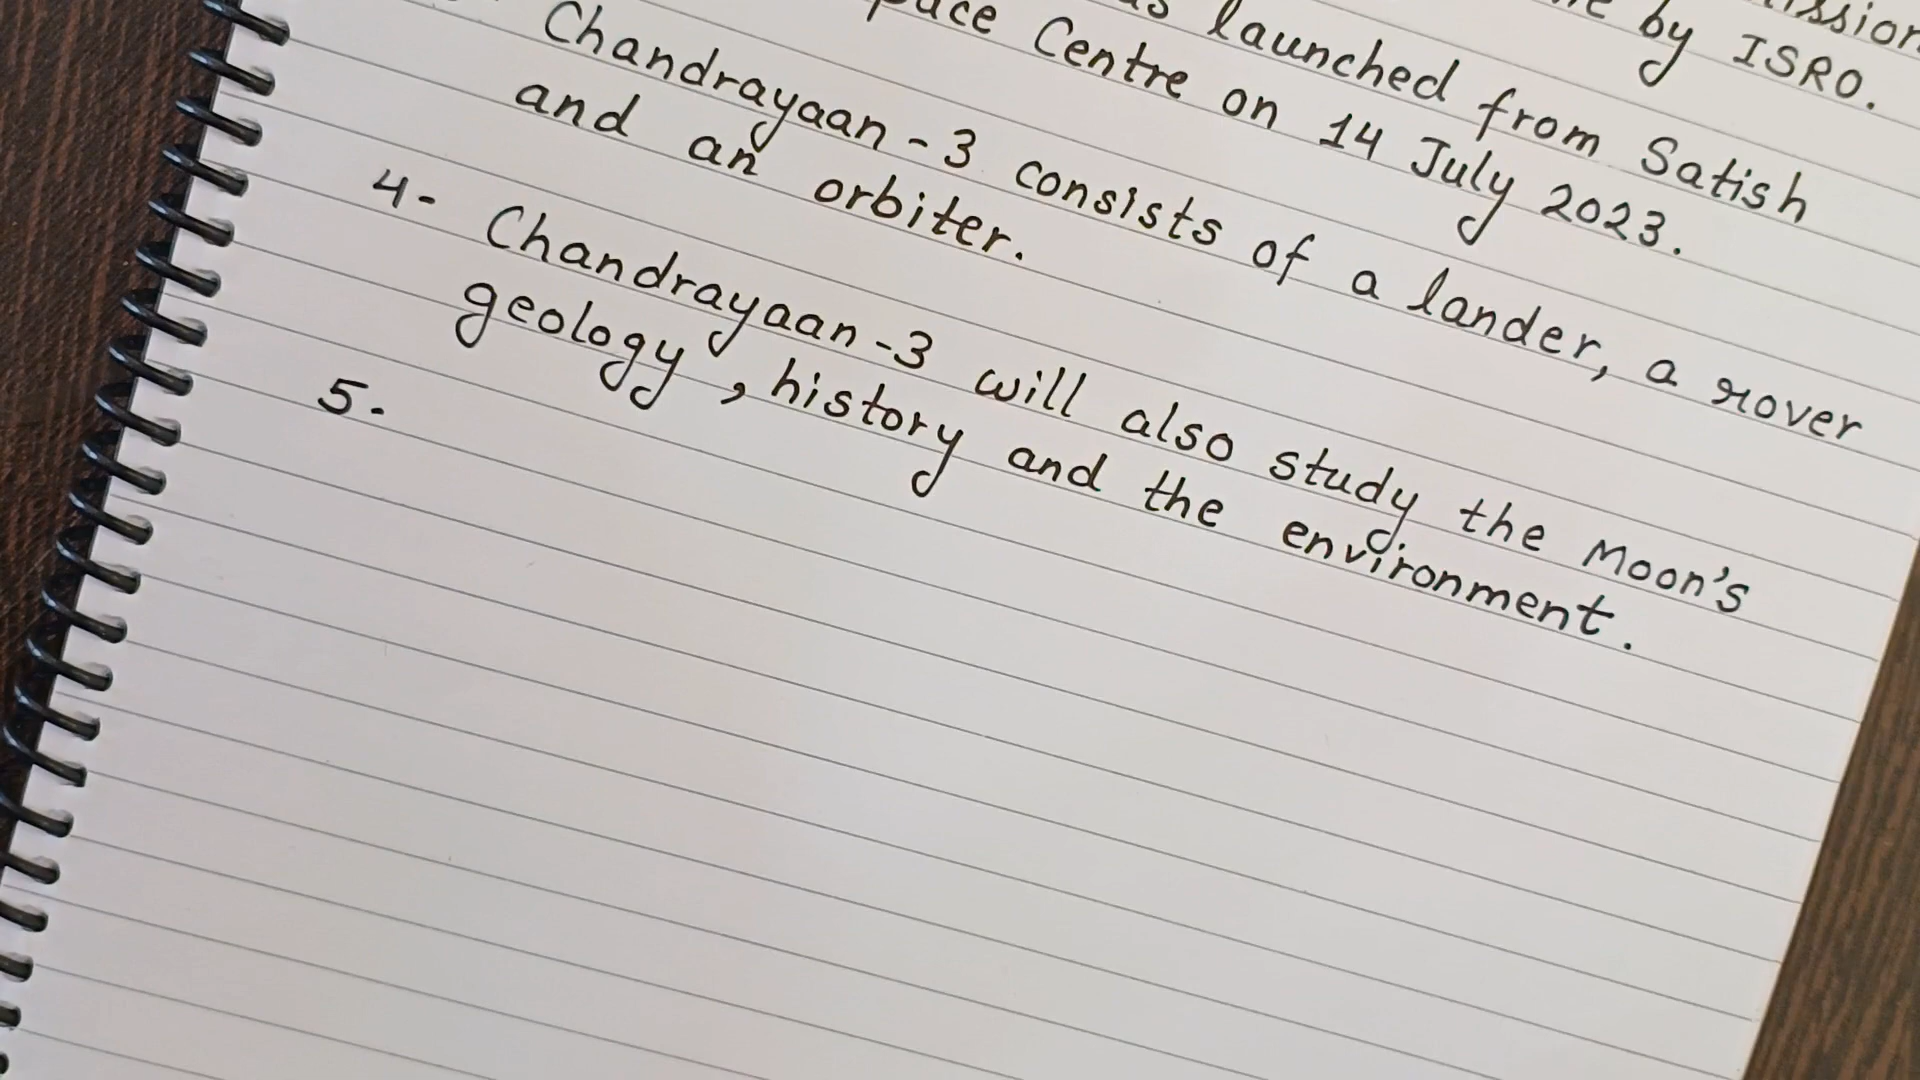 by ISRO.
launched from Satish
Centre on 14 July 2023.
Chandrayaan-3 consists of a lander, a rover
and an orbiter.
4- Chandrayaan-3 will also study the Moon's
geology, history and the environment.
5.